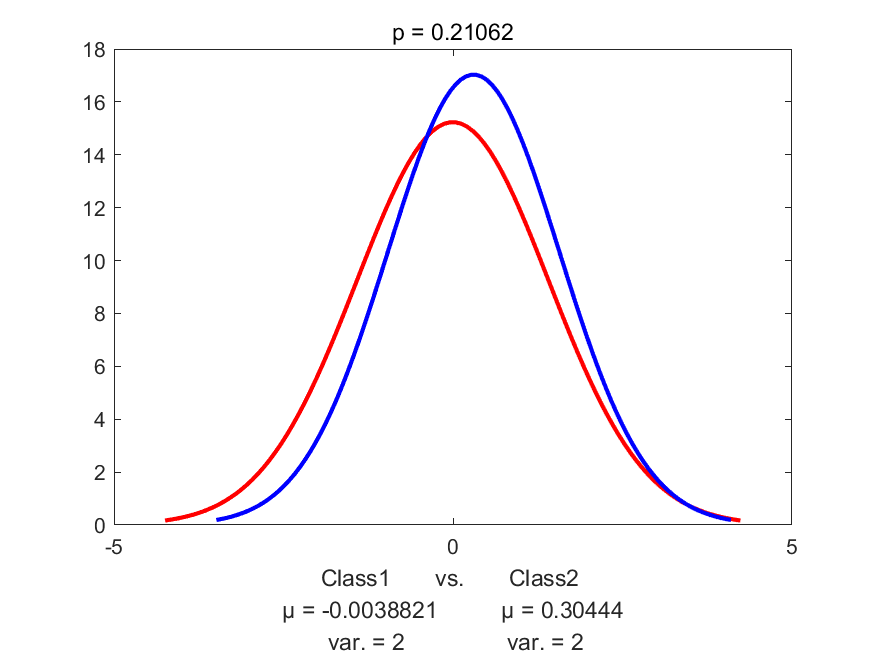 p = 0.21062
18
16
14
12
10
8
6
4
2
0
-5 0 5
Class1 vs. Class2
μ = -0.0038821 μ = 0.30444
var. = 2 var. = 2